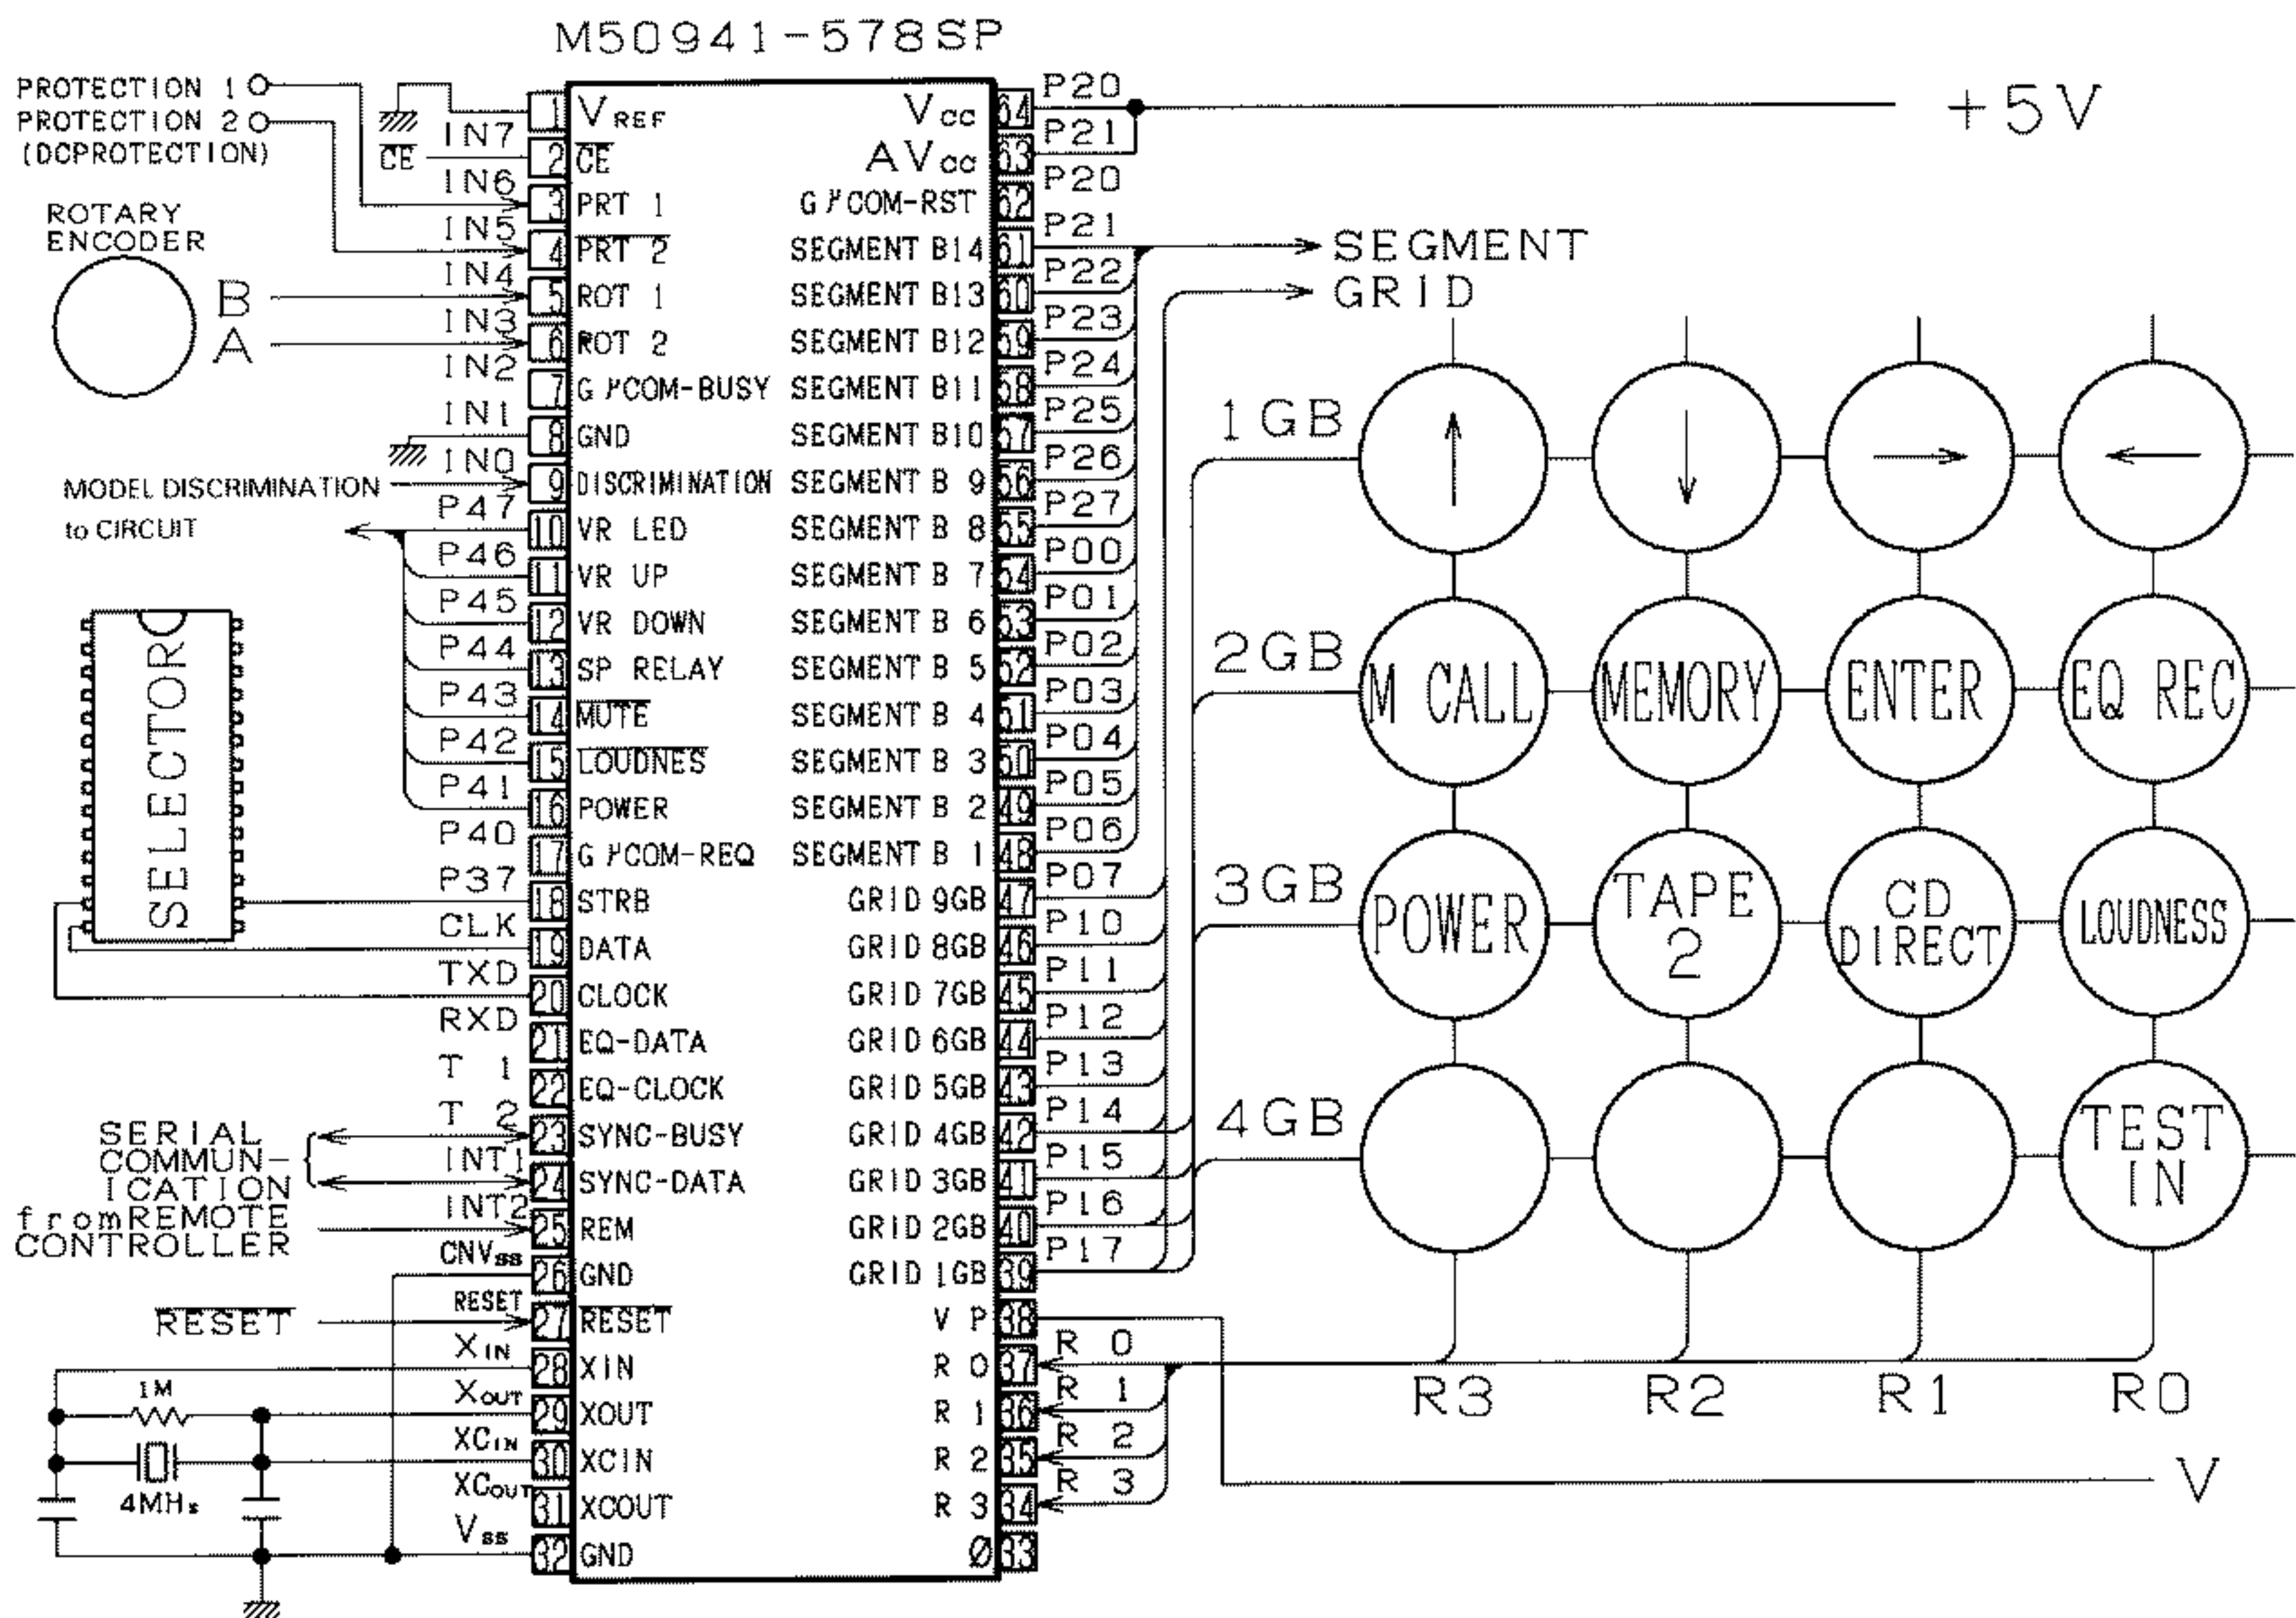 M50941-578SP
PROTECTION 1
PROTECTION 2
(DCPROTECTION)
ROTARY
ENCODER
B
A
MODEL DISCRIMINATION
to CIRCUIT
SELECTOR
SERIAL
COMMUN-
ICATION
from REMOTE
CONTROLLER
RESET
1M
4MHz
CE
IN7
IN6
IN5
IN4
IN3
IN2
IN1
IN0
P47
P46
P45
P44
P43
P42
P41
P40
P37
CLK
TXD
RXD
T 1
T 2
INT1
INT2
CNVss
RESET
XIN
XOUT
XCIN
XCOUT
Vss
1 VREF
2 CE
3 PRT 1
4 PRT 2
5 ROT 1
6 ROT 2
7 G μCOM-BUSY
8 GND
9 DISCRIMINATION
10 VR LED
11 VR UP
12 VR DOWN
13 SP RELAY
14 MUTE
15 LOUDNES
16 POWER
17 G μCOM-REQ
18 STRB
19 DATA
20 CLOCK
21 EQ-DATA
22 EQ-CLOCK
23 SYNC-BUSY
24 SYNC-DATA
25 REM
26 GND
27 RESET
28 XIN
29 XOUT
30 XCIN
31 XCOUT
32 GND
Vcc 64
AVcc 63
G μCOM-RST 62
SEGMENT B14 61
SEGMENT B13 60
SEGMENT B12 59
SEGMENT B11 58
SEGMENT B10 57
SEGMENT B 9 56
SEGMENT B 8 55
SEGMENT B 7 54
SEGMENT B 6 53
SEGMENT B 5 52
SEGMENT B 4 51
SEGMENT B 3 50
SEGMENT B 2 49
SEGMENT B 1 48
GRID 9GB 47
GRID 8GB 46
GRID 7GB 45
GRID 6GB 44
GRID 5GB 43
GRID 4GB 42
GRID 3GB 41
GRID 2GB 40
GRID 1GB 39
V P 38
R 0 37
R 1 36
R 2 35
R 3 34
Ø 33
P20
P21
P20
P21
P22
P23
P24
P25
P26
P27
P00
P01
P02
P03
P04
P05
P06
P07
P10
P11
P12
P13
P14
P15
P16
P17
R 0
R 1
R 2
R 3
+5V
SEGMENT
GRID
1GB ↑ ↓ → ←
2GB M CALL MEMORY ENTER EQ REC
3GB POWER TAPE 2 CD DIRECT LOUDNESS
4GB TEST IN
R3 R2 R1 R0
V